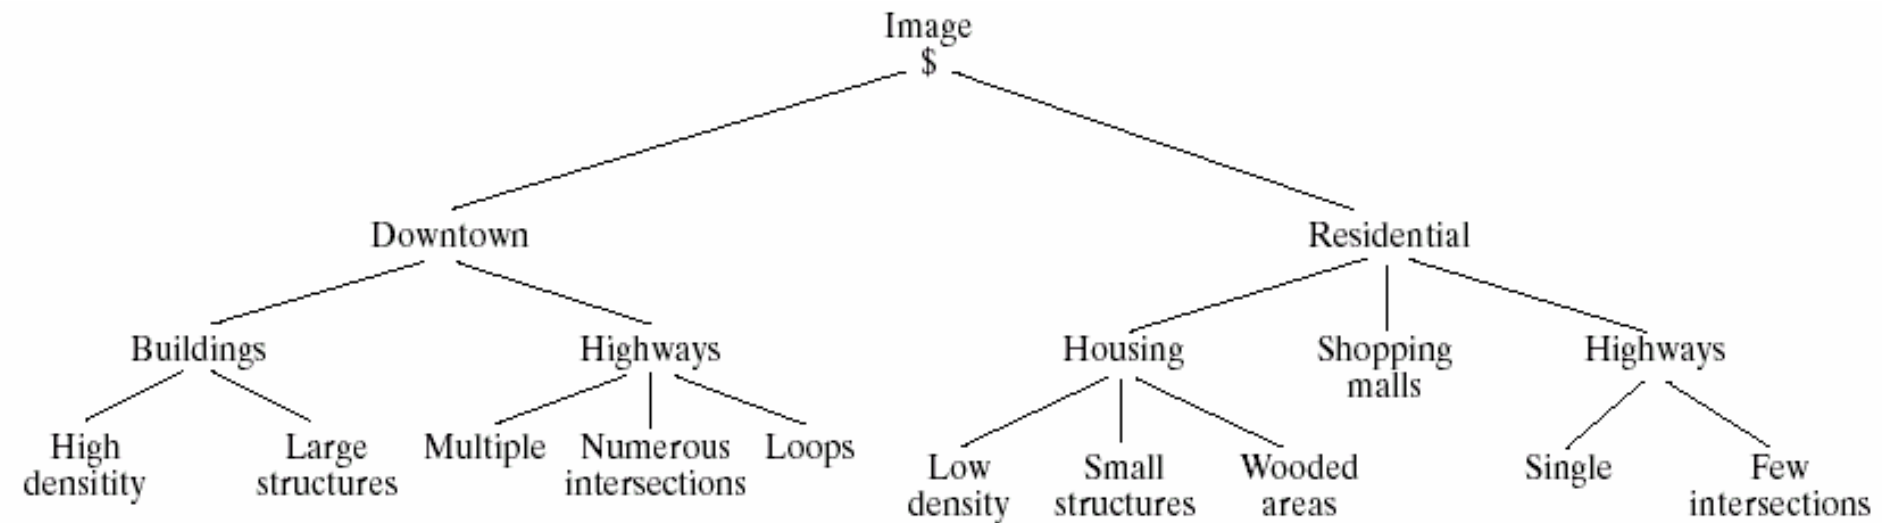 Image
$
Downtown
Residential
Buildings
Highways
Housing
Shopping
malls
Highways
High
densitity
Large
structures
Multiple
Numerous
intersections
Loops
Low
density
Small
structures
Wooded
areas
Single
Few
intersections